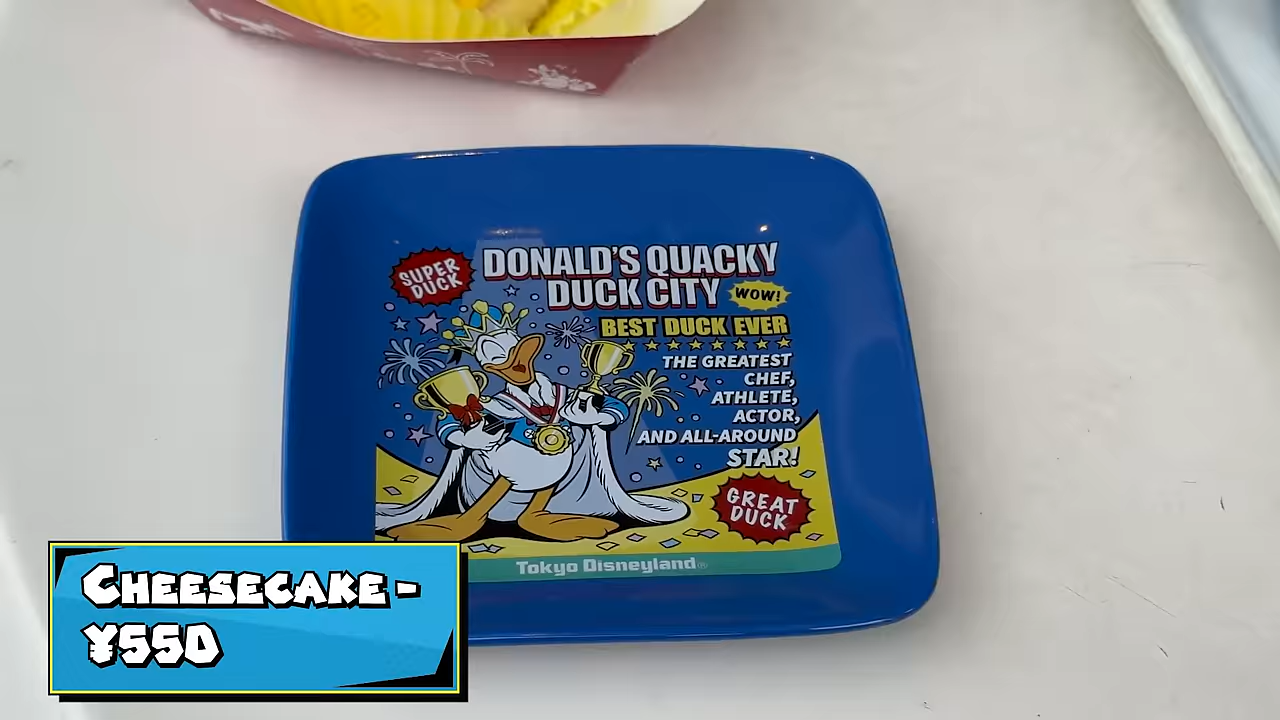 SUPER
DUCK
DONALD'S QUACKY
DUCK CITY
WOW!
BEST DUCK EVER
THE GREATEST
CHEF,
ATHLETE,
ACTOR,
AND ALL-AROUND
STAR!
GREAT
DUCK
Tokyo Disneyland®
CHEESECAKE -
¥550